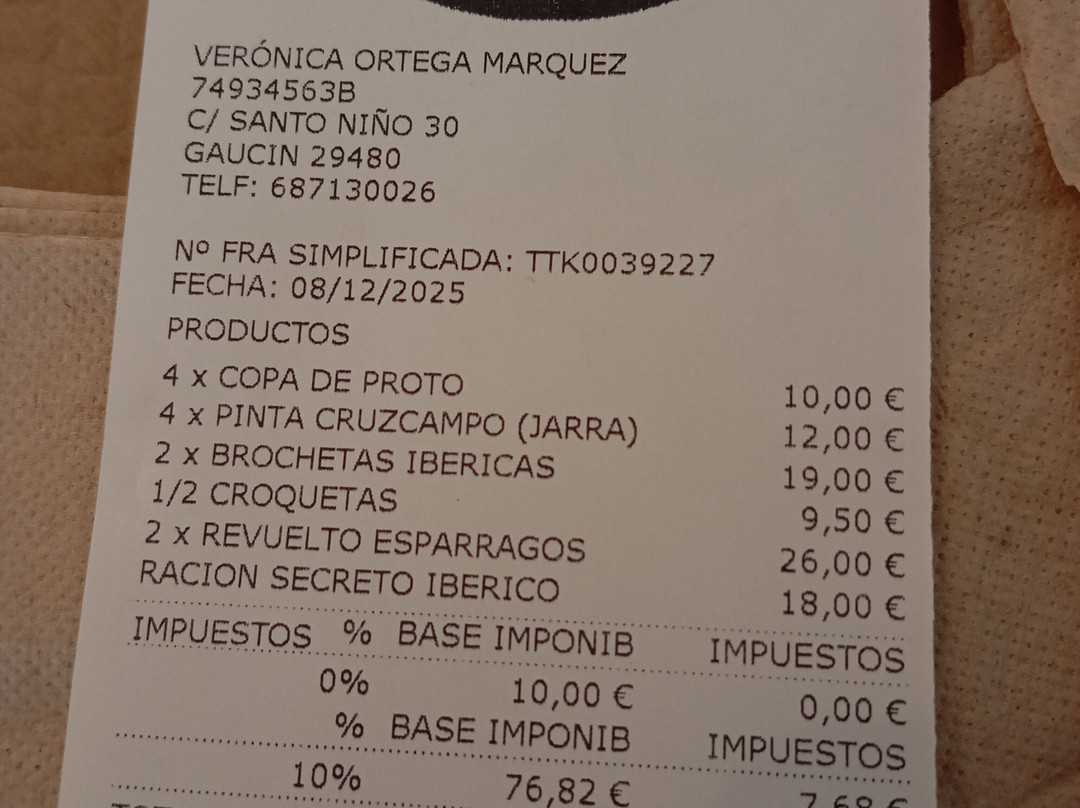 VERÓNICA ORTEGA MARQUEZ
74934563B
C/ SANTO NIÑO 30
GAUCIN 29480
TELF: 687130026
Nº FRA SIMPLIFICADA: TTK0039227
FECHA: 08/12/2025
PRODUCTOS
4 x COPA DE PROTO 10,00 €
4 x PINTA CRUZCAMPO (JARRA) 12,00 €
2 x BROCHETAS IBERICAS 19,00 €
1/2 CROQUETAS 9,50 €
2 x REVUELTO ESPARRAGOS 26,00 €
RACION SECRETO IBERICO 18,00 €
IMPUESTOS % BASE IMPONIB IMPUESTOS
0% 10,00 € 0,00 €
% BASE IMPONIB IMPUESTOS
10% 76,82 € 7,68 €